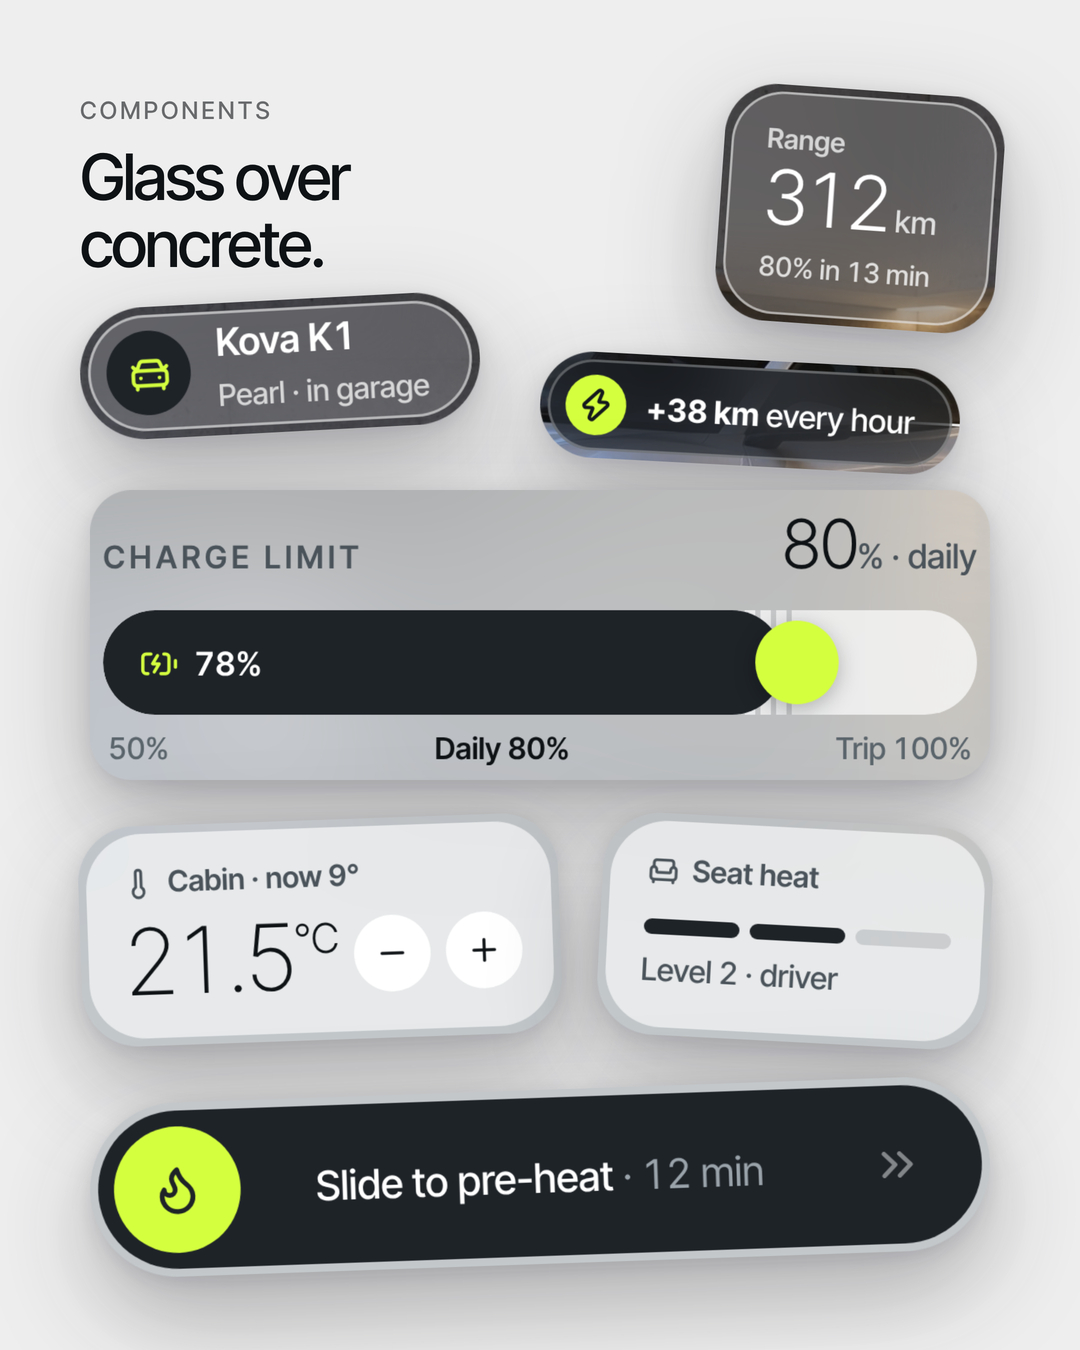 COMPONENTS
Glass over
concrete.
Range
312 km
80% in 13 min
Kova K1
Pearl · in garage
+38 km every hour
CHARGE LIMIT
80% · daily
78%
50%
Daily 80%
Trip 100%
Cabin · now 9°
21.5°C
− +
Seat heat
Level 2 · driver
Slide to pre-heat · 12 min